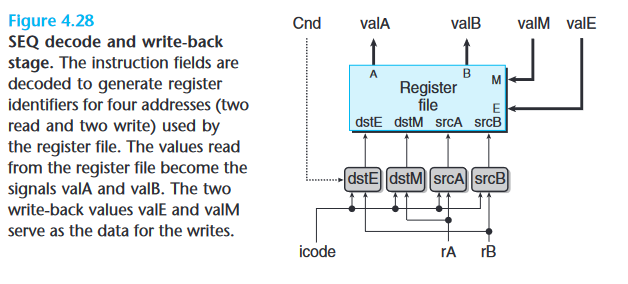 Figure 4.28
SEQ decode and write-back
stage. The instruction fields are
decoded to generate register
identifiers for four addresses (two
read and two write) used by
the register file. The values read
from the register file become the
signals valA and valB. The two
write-back values valE and valM
serve as the data for the writes.
Cnd valA valB valM valE
A B M
Register
file
E
dstE dstM srcA srcB
dstE dstM srcA srcB
icode rA rB